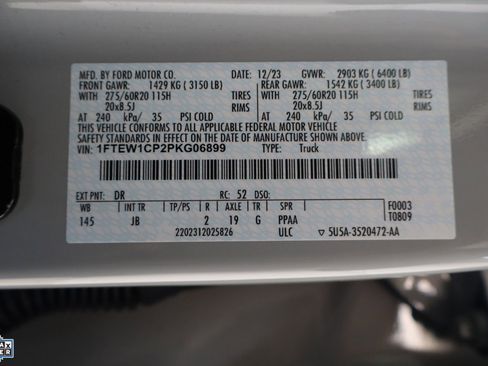 MFD. BY FORD MOTOR CO. DATE: 12/23 GVWR: 2903 KG ( 6400 LB)
FRONT GAWR: 1429 KG ( 3150 LB) REAR GAWR: 1542 KG ( 3400 LB)
WITH 275/60R20 115H TIRES WITH 275/60R20 115H TIRES
20x8.5J RIMS 20x8.5J RIMS
AT 240 kPa/ 35 PSI COLD AT 240 kPa/ 35 PSI COLD
THIS VEHICLE CONFORMS TO ALL APPLICABLE FEDERAL MOTOR VEHICLE
SAFETY STANDARDS IN EFFECT ON THE DATE OF MANUFACTURE SHOWN ABOVE.
VIN: 1FTEW1CP2PKG06899 TYPE: Truck
EXT PNT: DR RC: 52 DSO: F0003
WB INT TR TP/PS R AXLE TR SPR T0809
145 JB 2 19 G PPAA
2202312025826 ULC 5U5A-3520472-AA